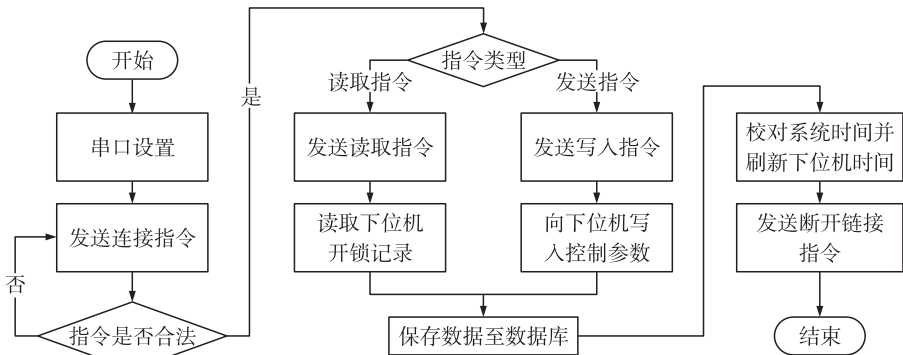 开始
串口设置
发送连接指令
否
指令是否合法
是
指令类型
读取指令
发送指令
发送读取指令
发送写入指令
读取下位机
开锁记录
向下位机写
入控制参数
保存数据至数据库
校对系统时间并
刷新下位机时间
发送断开链接
指令
结束